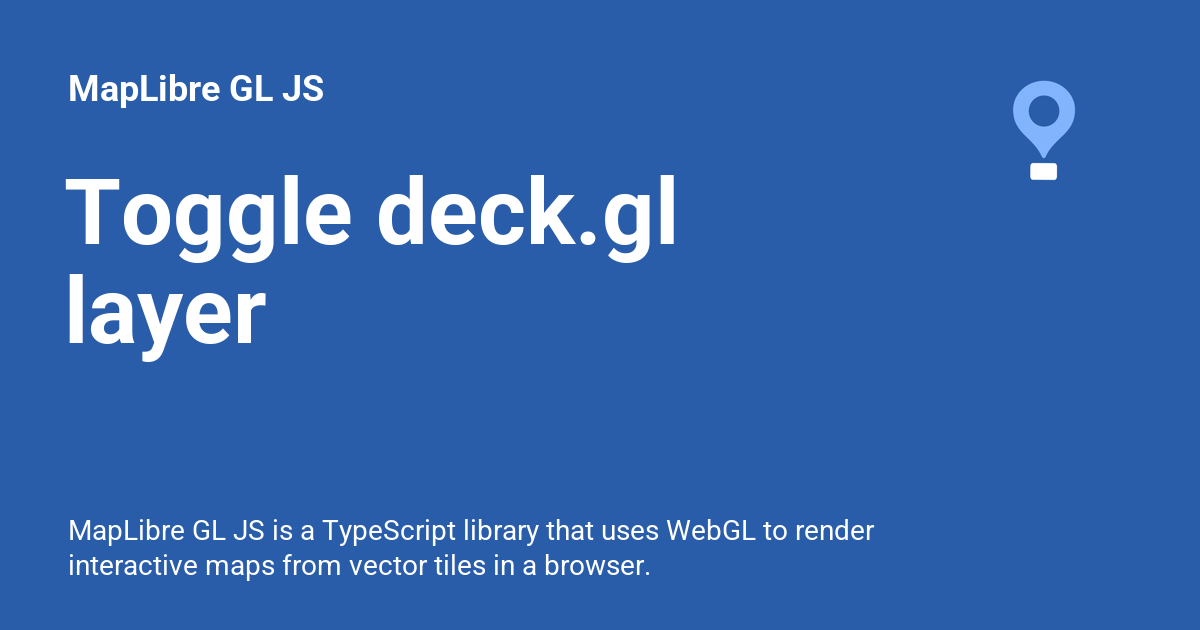 MapLibre GL JS
Toggle deck.gl
layer
MapLibre GL JS is a TypeScript library that uses WebGL to render
interactive maps from vector tiles in a browser.